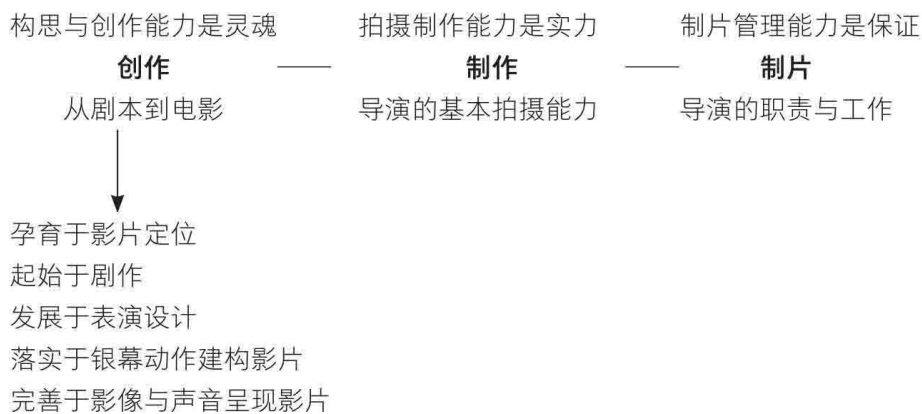 构思与创作能力是灵魂 拍摄制作能力是实力 制片管理能力是保证
创作 —— 制作 —— 制片
从剧本到电影 导演的基本拍摄能力 导演的职责与工作
孕育于影片定位
起始于剧作
发展于表演设计
落实于银幕动作建构影片
完善于影像与声音呈现影片